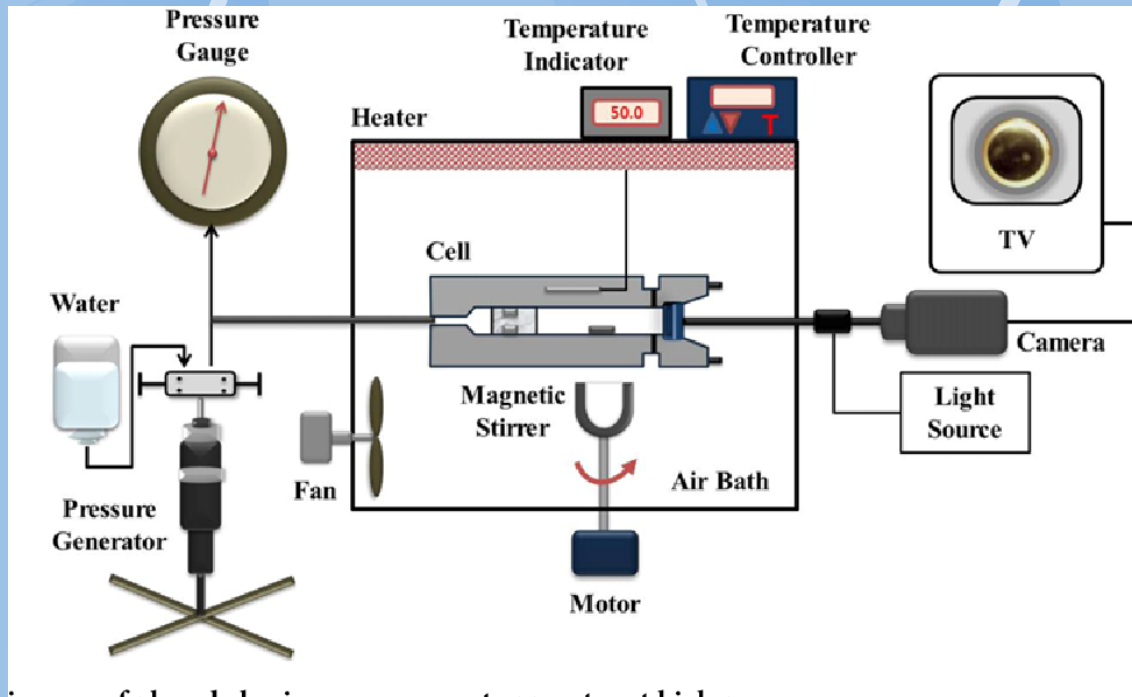 Pressure
Gauge
Temperature
Indicator
Temperature
Controller
50.0
T
Heater
TV
Cell
Water
Camera
Magnetic
Stirrer
Light
Source
Fan
Air Bath
Pressure
Generator
Motor